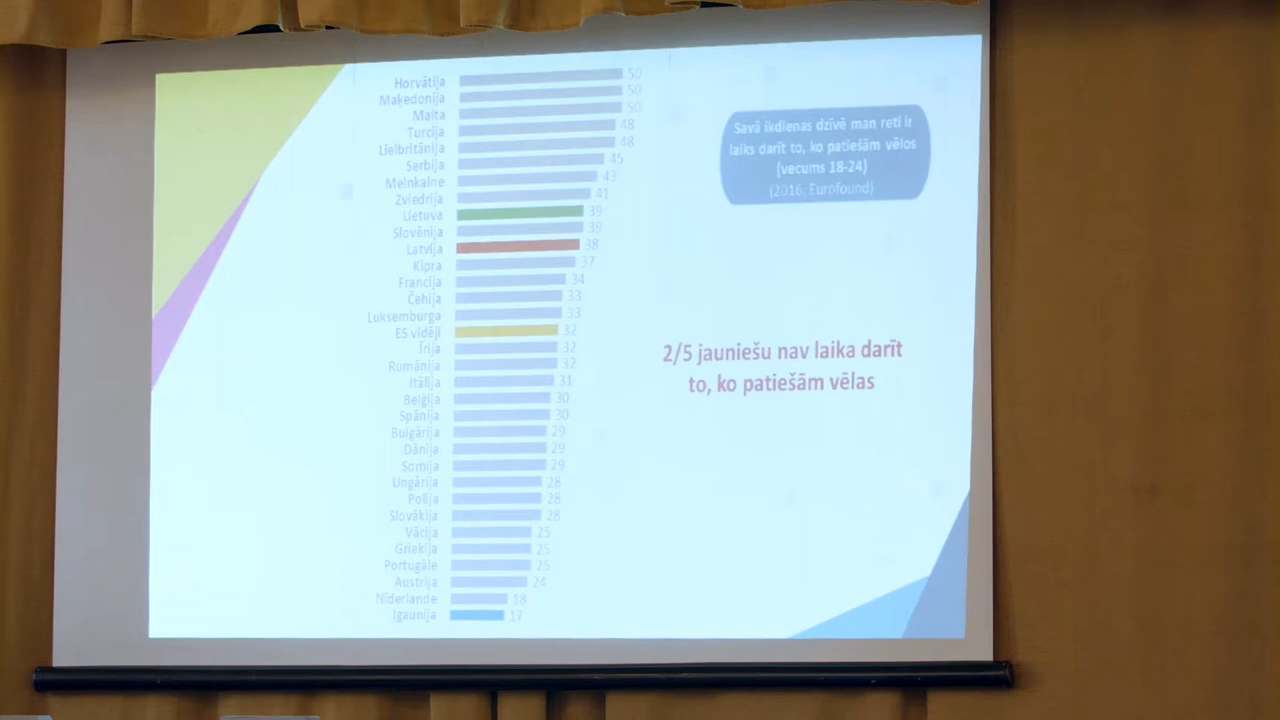 Horvātija 50
Maķedonija 50
Malta 50
Turcija 48
Lielbritānija 48
Serbija 45
Melnkalne 43
Zviedrija 41
Lietuva 39
Slovēnija 39
Latvija 38
Kipra 37
Francija 34
Čehija 33
Luksemburga 33
ES vidēji 32
Īrija 32
Rumānija 32
Itālija 31
Beļģija 30
Spānija 30
Bulgārija 29
Dānija 29
Somija 29
Ungārija 28
Polija 28
Slovākija 28
Vācija 25
Grieķija 25
Portugāle 25
Austrija 24
Nīderlande 18
Igaunija 17
Savā ikdienas dzīvē man reti ir
laiks darīt to, ko patiešām vēlos
(vecums 18-24)
(2016, Eurofound)
2/5 jauniešu nav laika darīt
to, ko patiešām vēlas